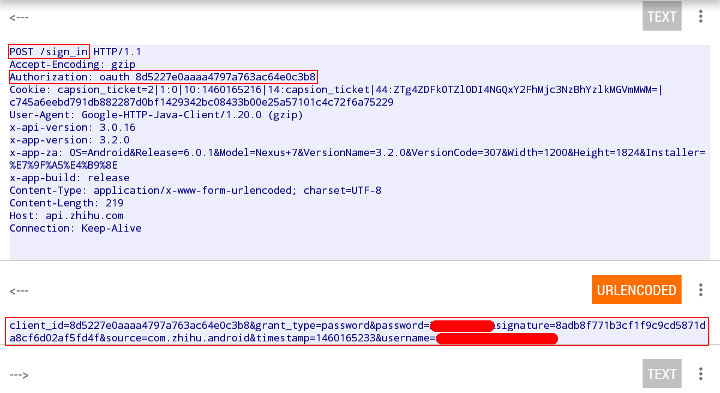 <---
TEXT
POST /sign_in HTTP/1.1
Accept-Encoding: gzip
Authorization: oauth 8d5227e0aaaa4797a763ac64e0c3b8
Cookie: capsion_ticket=2|1:0|10:1460165216|14:capsion_ticket|44:ZTg4ZDFkOTZlODI4NGQxY2FhMjc3NzBhYzlkMGVmMWM=|
c745a6eebd791db882287d0bf1429342bc08433b00e25a57101c4c72f6a75229
User-Agent: Google-HTTP-Java-Client/1.20.0 (gzip)
x-api-version: 3.0.16
x-app-version: 3.2.0
x-app-za: OS=Android&Release=6.0.1&Model=Nexus+7&VersionName=3.2.0&VersionCode=307&Width=1200&Height=1824&Installer=
%E7%9F%A5%E4%B9%8E
x-app-build: release
Content-Type: application/x-www-form-urlencoded; charset=UTF-8
Content-Length: 219
Host: api.zhihu.com
Connection: Keep-Alive
<---
URLENCODED
client_id=8d5227e0aaaa4797a763ac64e0c3b8&grant_type=password&password=signature=8adb8f771b3cf1f9c9cd5871d
a8cf6d02af5fd4f&source=com.zhihu.android&timestamp=1460165233&username=
--->
TEXT